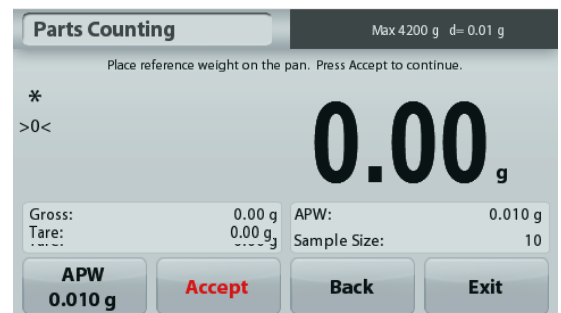 Parts Counting
Max 4200 g d= 0.01 g
Place reference weight on the pan. Press Accept to continue.
*
>0<
0.00 g
Gross: 0.00 g
Tare: 0.00 g
APW: 0.010 g
Sample Size: 10
APW
0.010 g
Accept
Back
Exit